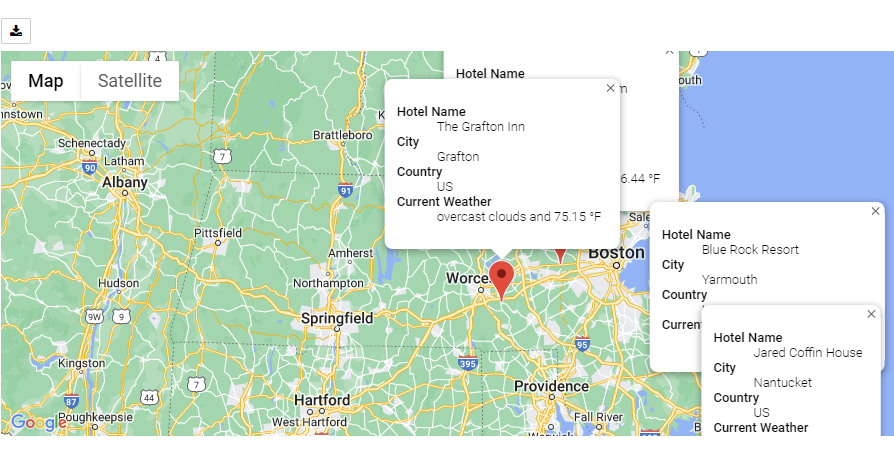 Map
Satellite
4
1
Hotel Name
Hotel Name
The Grafton Inn
City
Grafton
Country
US
Current Weather
overcast clouds and 75.15 °F
6.44 °F
Hotel Name
Blue Rock Resort
City
Yarmouth
Country
Hotel Name
Jared Coffin House
City
Nantucket
Country
US
Current Weather
Schenectady
Latham
90
Albany
7
Brattleboro
91
Pittsfield
Amherst
Northampton
Hudson
9W
9
Springfield
Worce
Boston
Kingston
7
44
87
Poughkeepsie
Hartford
West Hartford
395
95
Providence
Fall River
Google